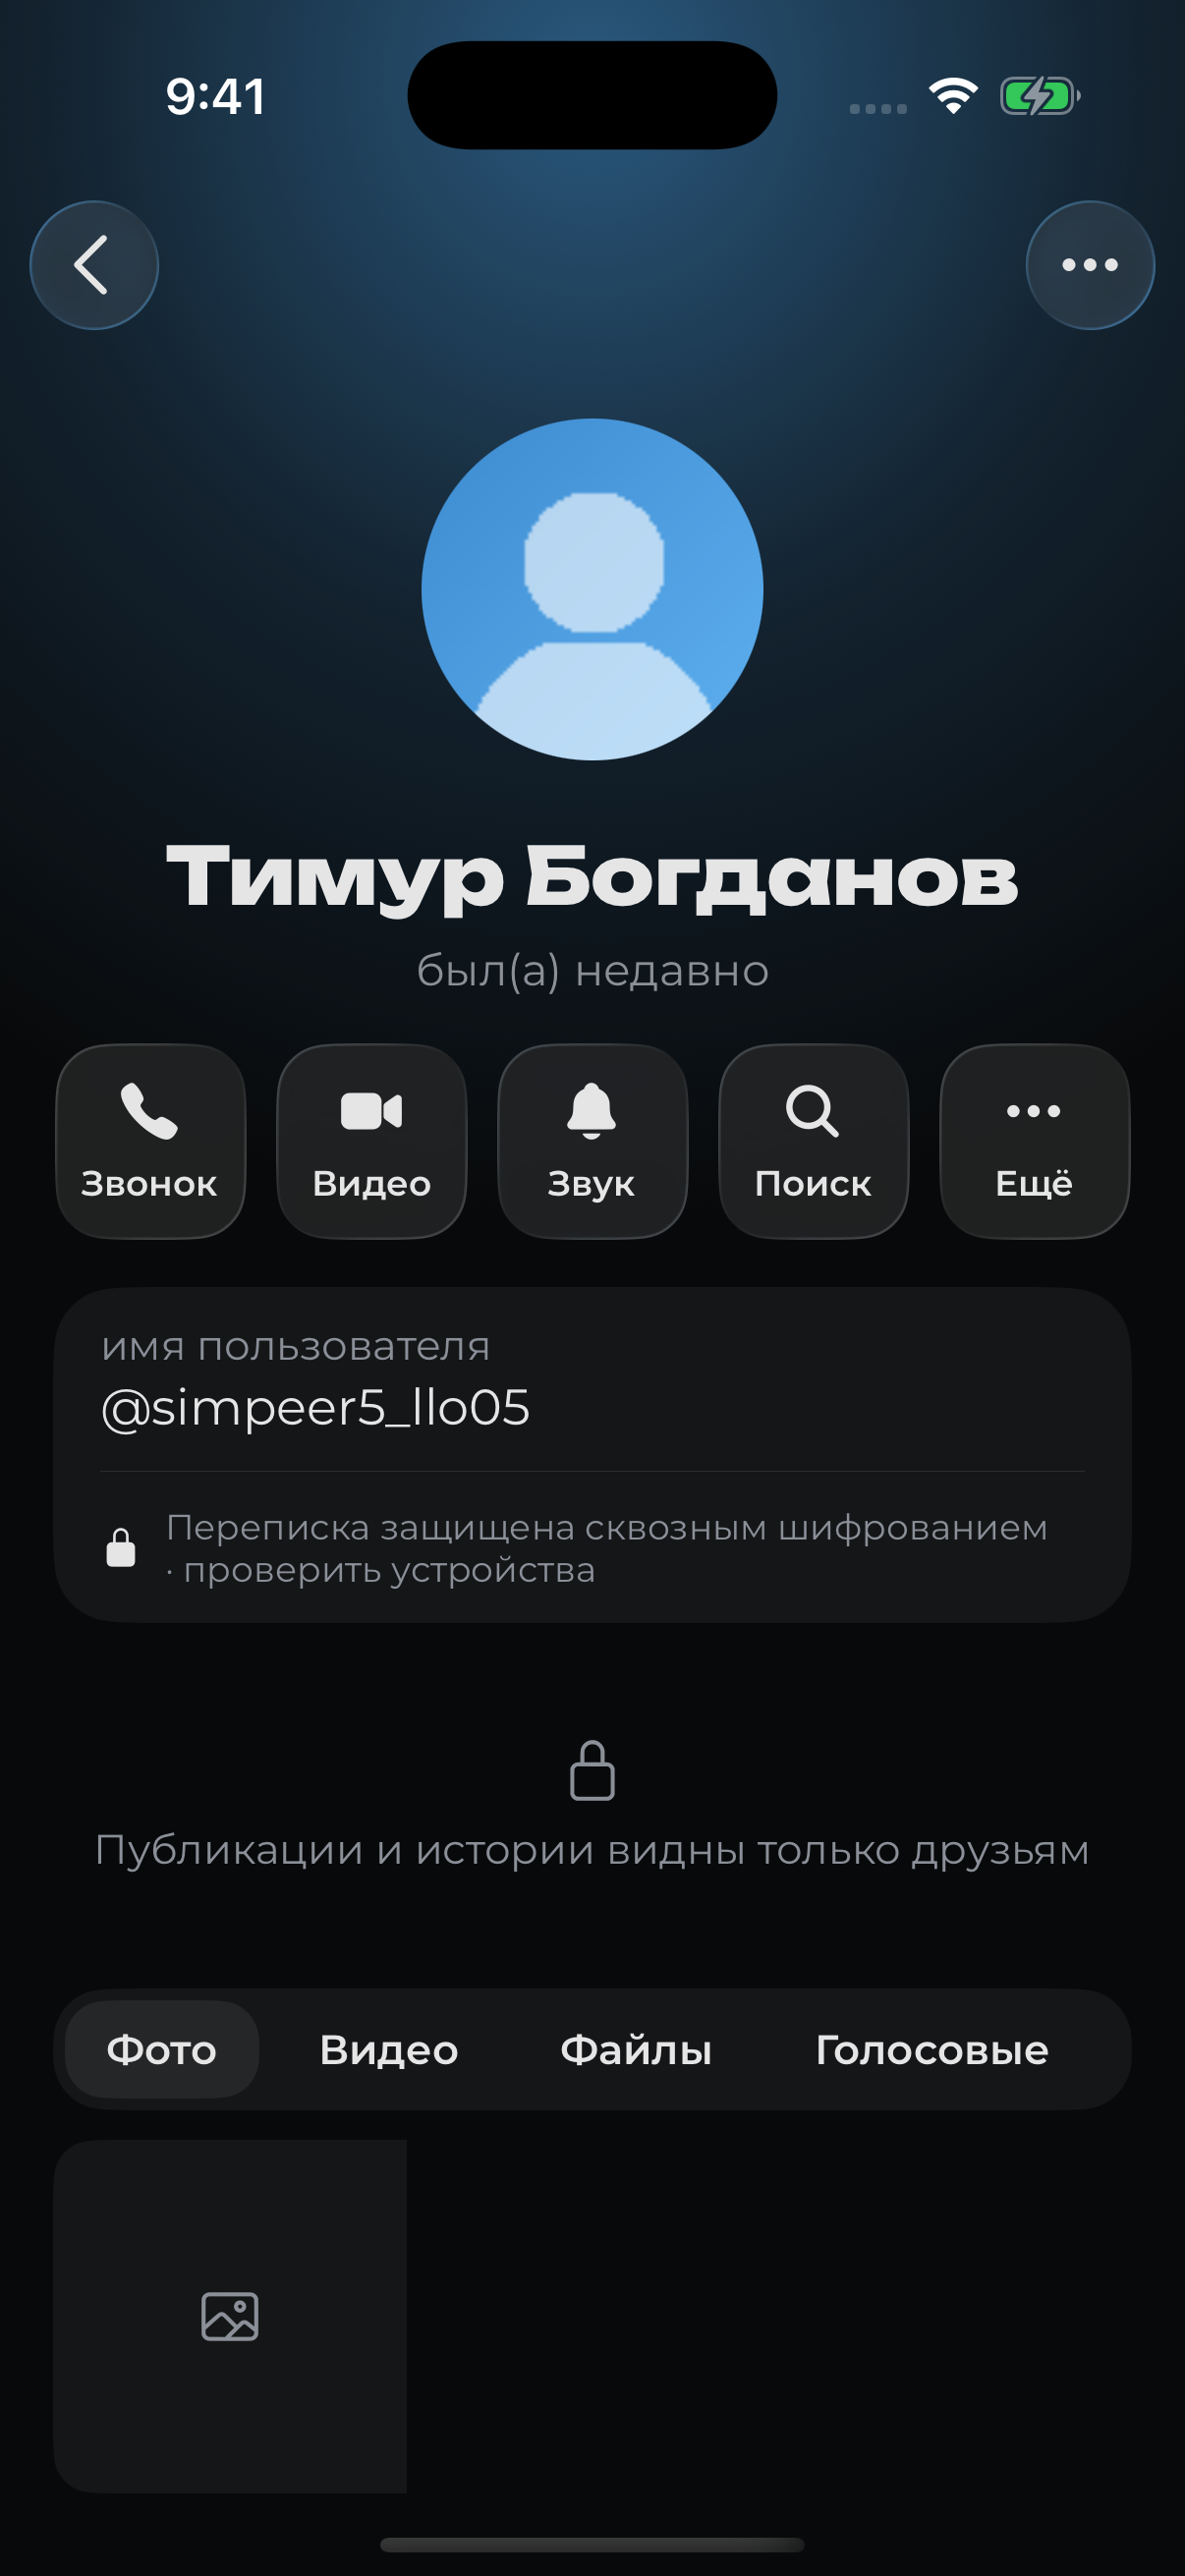 9:41
Тимур Богданов
был(а) недавно
Звонок
Видео
Звук
Поиск
Ещё
имя пользователя
@simpeer5_llo05
Переписка защищена сквозным шифрованием
· проверить устройства
Публикации и истории видны только друзьям
Фото
Видео
Файлы
Голосовые